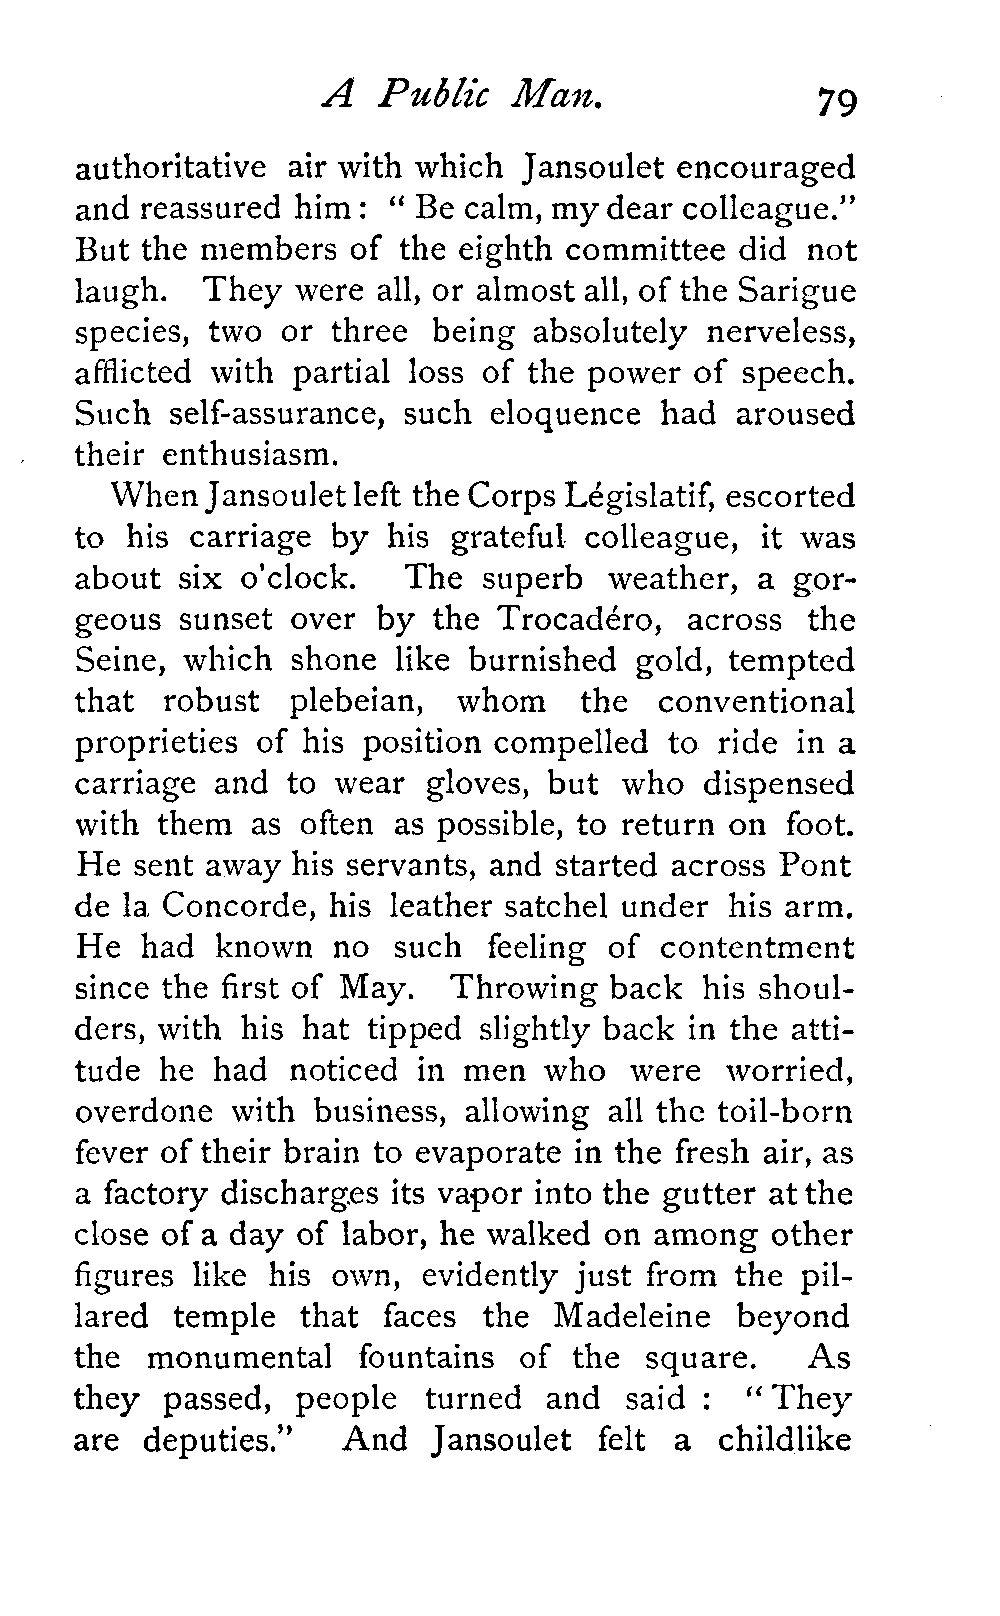 A Public Man. 79
authoritative air with which Jansoulet encouraged
and reassured him: “ Be calm, my dear colleague.”
But the members of the eighth committee did not
laugh. They were all, or almost all, of the Sarigue
species, two or three being absolutely nerveless,
afflicted with partial loss of the power of speech.
Such self-assurance, such eloquence had aroused
their enthusiasm.
When Jansoulet left the Corps Législatif, escorted
to his carriage by his grateful colleague, it was
about six o'clock. The superb weather, a gor-
geous sunset over by the Trocadéro, across the
Seine, which shone like burnished gold, tempted
that robust plebeian, whom the conventional
proprieties of his position compelled to ride in a
carriage and to wear gloves, but who dispensed
with them as often as possible, to return on foot.
He sent away his servants, and started across Pont
de la Concorde, his leather satchel under his arm.
He had known no such feeling of contentment
since the first of May. Throwing back his shoul-
ders, with his hat tipped slightly back in the atti-
tude he had noticed in men who were worried,
overdone with business, allowing all the toil-born
fever of their brain to evaporate in the fresh air, as
a factory discharges its vapor into the gutter at the
close of a day of labor, he walked on among other
figures like his own, evidently just from the pil-
lared temple that faces the Madeleine beyond
the monumental fountains of the square. As
they passed, people turned and said : “ They
are deputies.” And Jansoulet felt a childlike